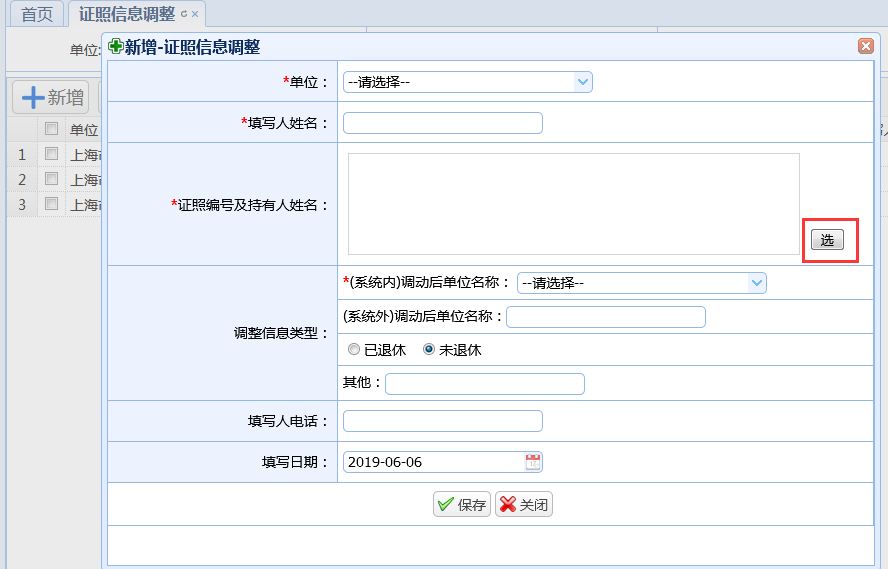 首页 证照信息调整
单位:
新增-证照信息调整
*单位： --请选择--
新增
*填写人姓名：
单位
1 上海
2 上海
3 上海
*证照编号及持有人姓名：
选
调整信息类型：
*(系统内)调动后单位名称： --请选择--
(系统外)调动后单位名称：
已退休 未退休
其他：
填写人电话：
填写日期： 2019-06-06
保存 关闭